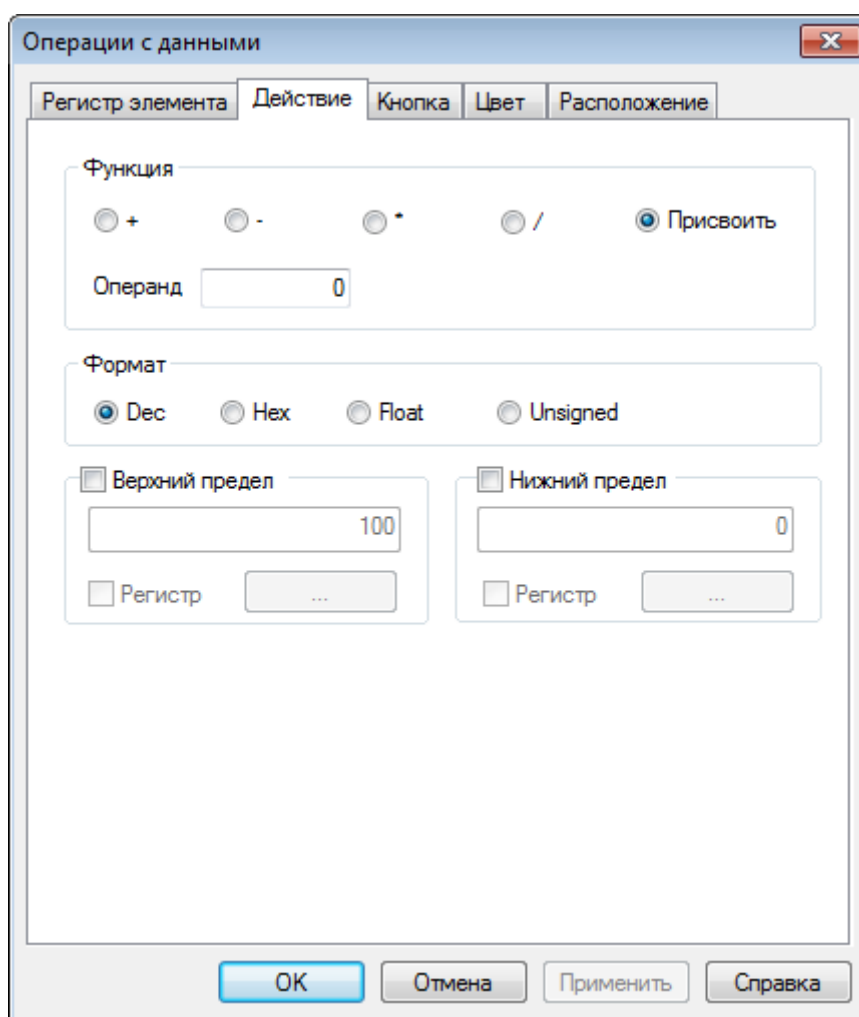 Операции с данными
Регистр элемента Действие Кнопка Цвет Расположение
Функция
+ - * / Присвоить
Операнд 0
Формат
Dec Hex Float Unsigned
Верхний предел Нижний предел
100 0
Регистр ... Регистр ...
OK Отмена Применить Справка